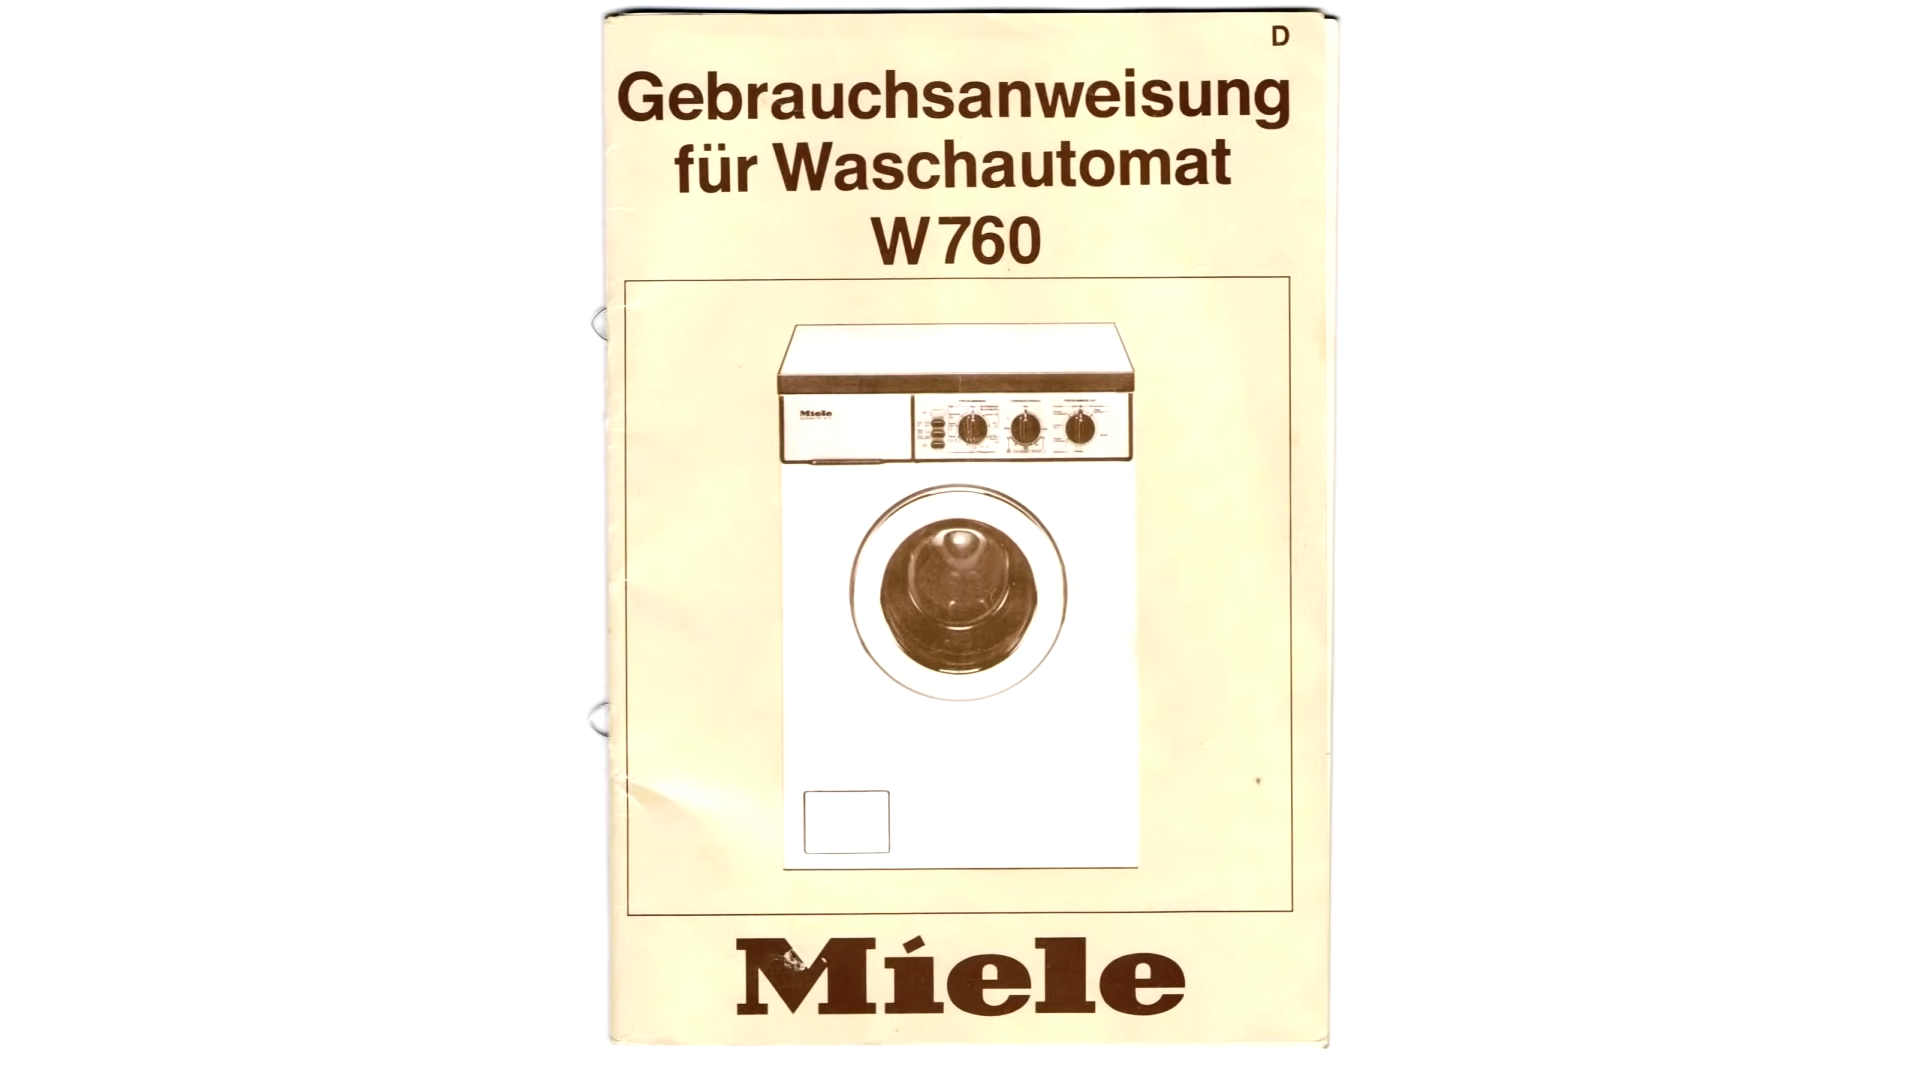 D
Gebrauchsanweisung
für Waschautomat
W760
Miele
Miele